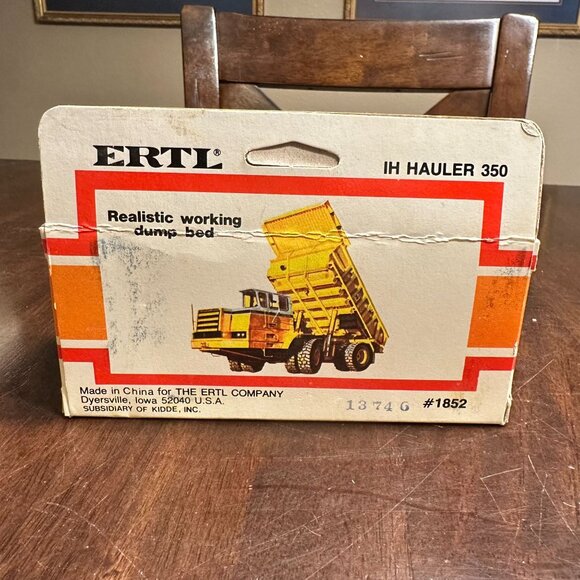 ERTL®
IH HAULER 350
Realistic working
dump bed
Made in China for THE ERTL COMPANY
Dyersville, Iowa 52040 U.S.A.
SUBSIDIARY OF KIDDE, INC.
13746 #1852